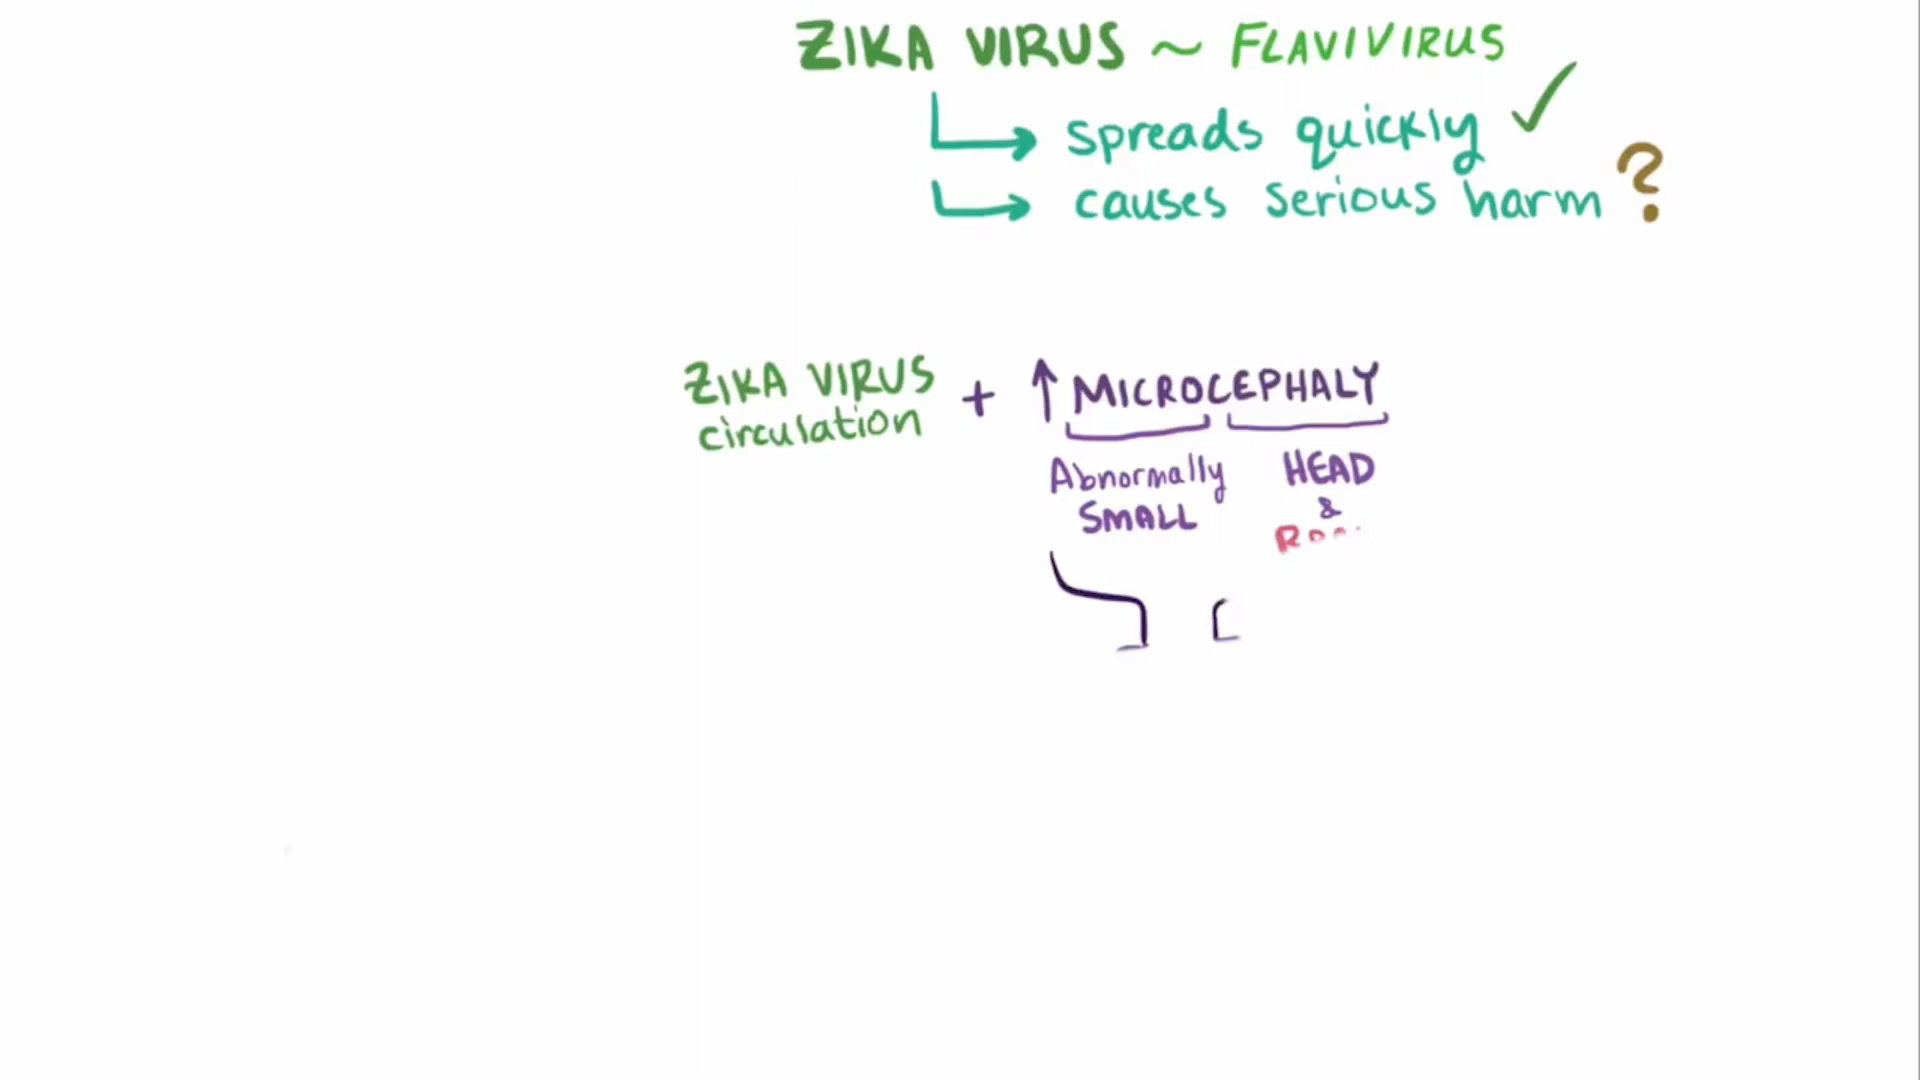 ZIKA VIRUS ~ FLAVIVIRUS
spreads quickly ✓
causes serious harm ?
ZIKA VIRUS + ↑ MICROCEPHALY
circulation
Abnormally HEAD
SMALL &